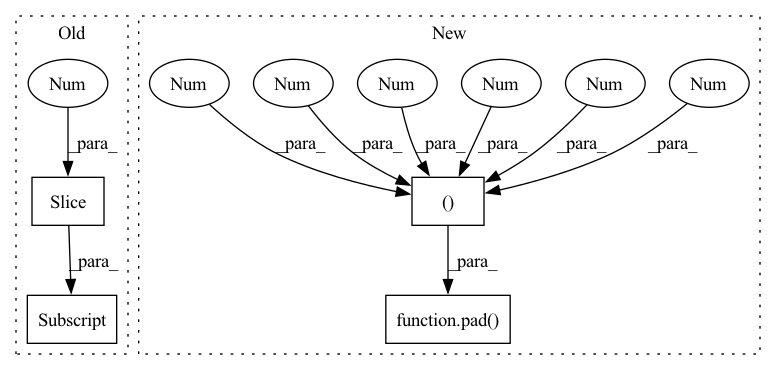 Old
New
Num
Num
Num
Num
Num
Num
Num
_para_
_para_
_para_
_para_
_para_
_para_
_para_
Slice
()
_para_
_para_
Subscript
function.pad()